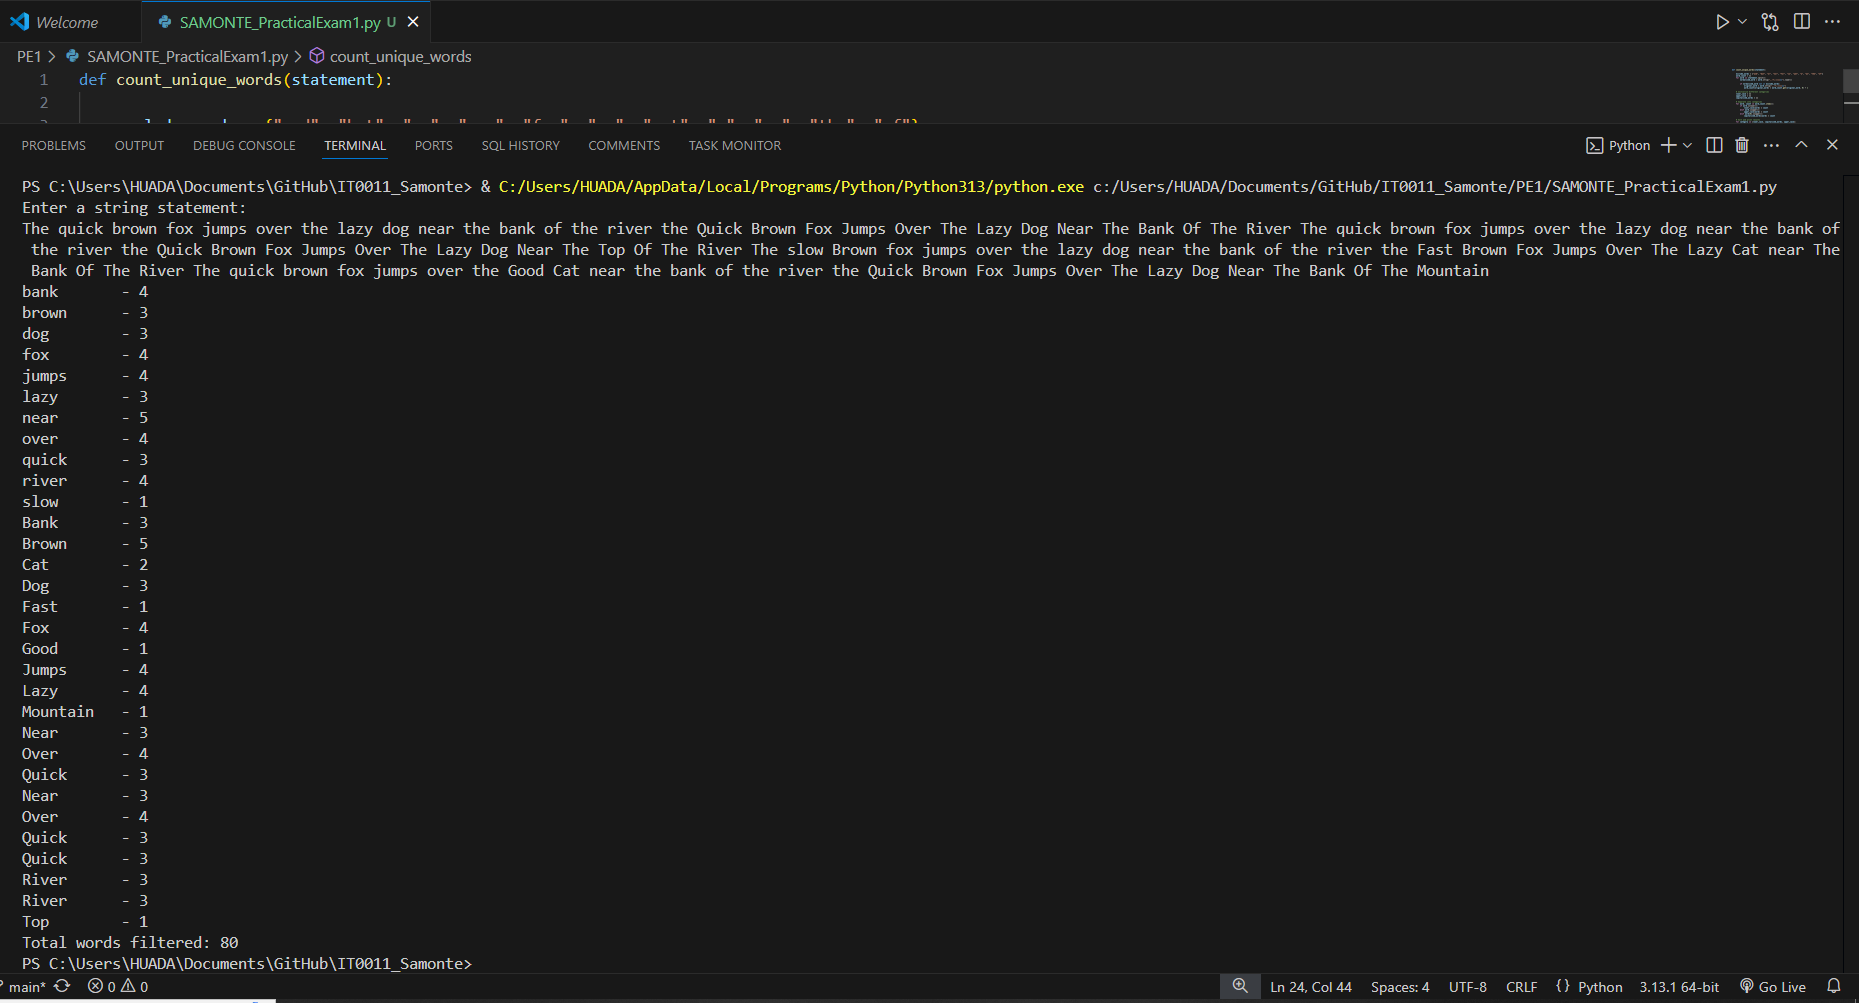 Welcome SAMONTE_PracticalExam1.py U
PE1 > SAMONTE_PracticalExam1.py > count_unique_words
1 def count_unique_words(statement):
2
PROBLEMS OUTPUT DEBUG CONSOLE TERMINAL PORTS SQL HISTORY COMMENTS TASK MONITOR Python
PS C:\Users\HUADA\Documents\GitHub\IT0011_Samonte> & C:/Users/HUADA/AppData/Local/Programs/Python/Python313/python.exe c:/Users/HUADA/Documents/GitHub/IT0011_Samonte/PE1/SAMONTE_PracticalExam1.py
Enter a string statement:
The quick brown fox jumps over the lazy dog near the bank of the river the Quick Brown Fox Jumps Over The Lazy Dog Near The Bank Of The River The quick brown fox jumps over the lazy dog near the bank of
the river the Quick Brown Fox Jumps Over The Lazy Dog Near The Top Of The River The slow Brown fox jumps over the lazy dog near the bank of the river the Fast Brown Fox Jumps Over The Lazy Cat near The
Bank Of The River The quick brown fox jumps over the Good Cat near the bank of the river the Quick Brown Fox Jumps Over The Lazy Dog Near The Bank Of The Mountain
bank - 4
brown - 3
dog - 3
fox - 4
jumps - 4
lazy - 3
near - 5
over - 4
quick - 3
river - 4
slow - 1
Bank - 3
Brown - 5
Cat - 2
Dog - 3
Fast - 1
Fox - 4
Good - 1
Jumps - 4
Lazy - 4
Mountain - 1
Near - 3
Over - 4
Quick - 3
Near - 3
Over - 4
Quick - 3
Quick - 3
River - 3
River - 3
Top - 1
Total words filtered: 80
PS C:\Users\HUADA\Documents\GitHub\IT0011_Samonte>
main* 0 0 Ln 24, Col 44 Spaces: 4 UTF-8 CRLF {} Python 3.13.1 64-bit Go Live